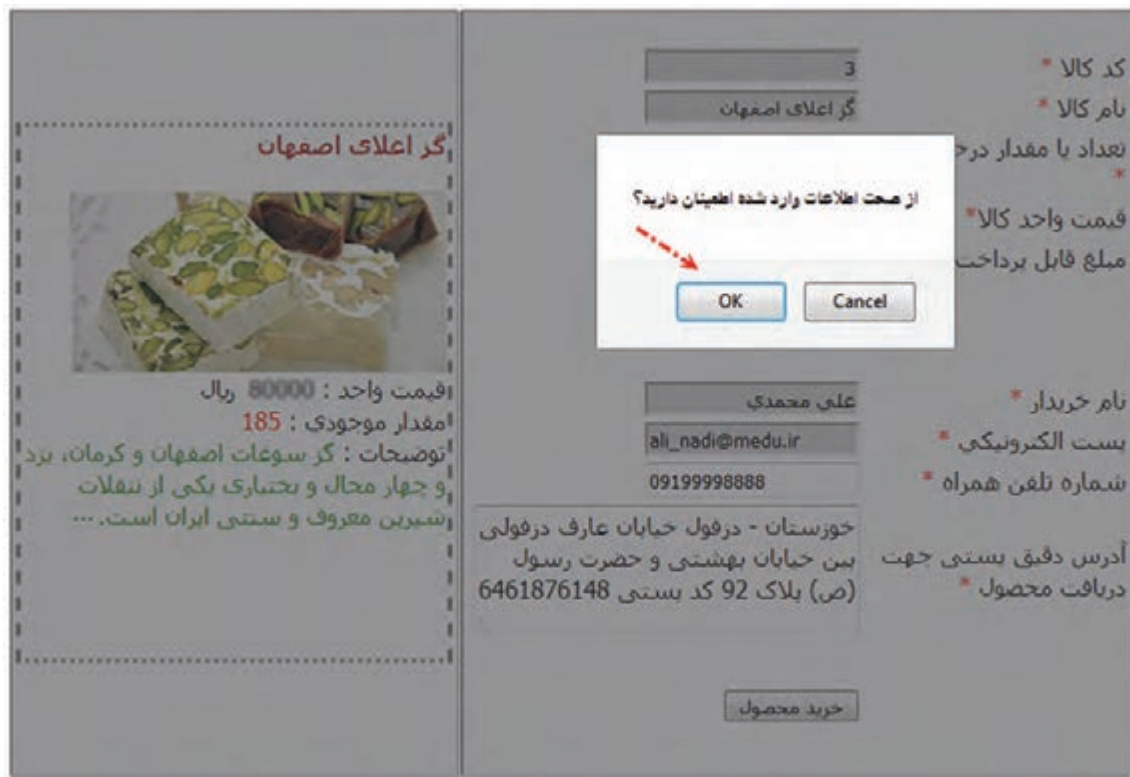 کد کالا * 3
نام کالا * گز اعلای اصفهان
تعداد یا مقدار درخ
*
قیمت واحد کالا*
مبلغ قابل پرداخت
از صحت اطلاعات وارد شده اطمینان دارید؟
OK Cancel
نام خریدار * علی محمدی
پست الکترونیکی * ali_nadi@medu.ir
شماره تلفن همراه * 09199998888
آدرس دقیق پستی جهت
دریافت محصول *
خوزستان - دزفول خیابان عارف دزفولی
بین خیابان بهشتی و حضرت رسول
(ص) پلاک 92 کد پستی 6461876148
خرید محصول
گز اعلای اصفهان
قیمت واحد : 80000 ریال
مقدار موجودی : 185
توضیحات : گز سوغات اصفهان و کرمان، یزد
و چهار محال و بختیاری یکی از تنقلات
شیرین معروف و سنتی ایران است. ...